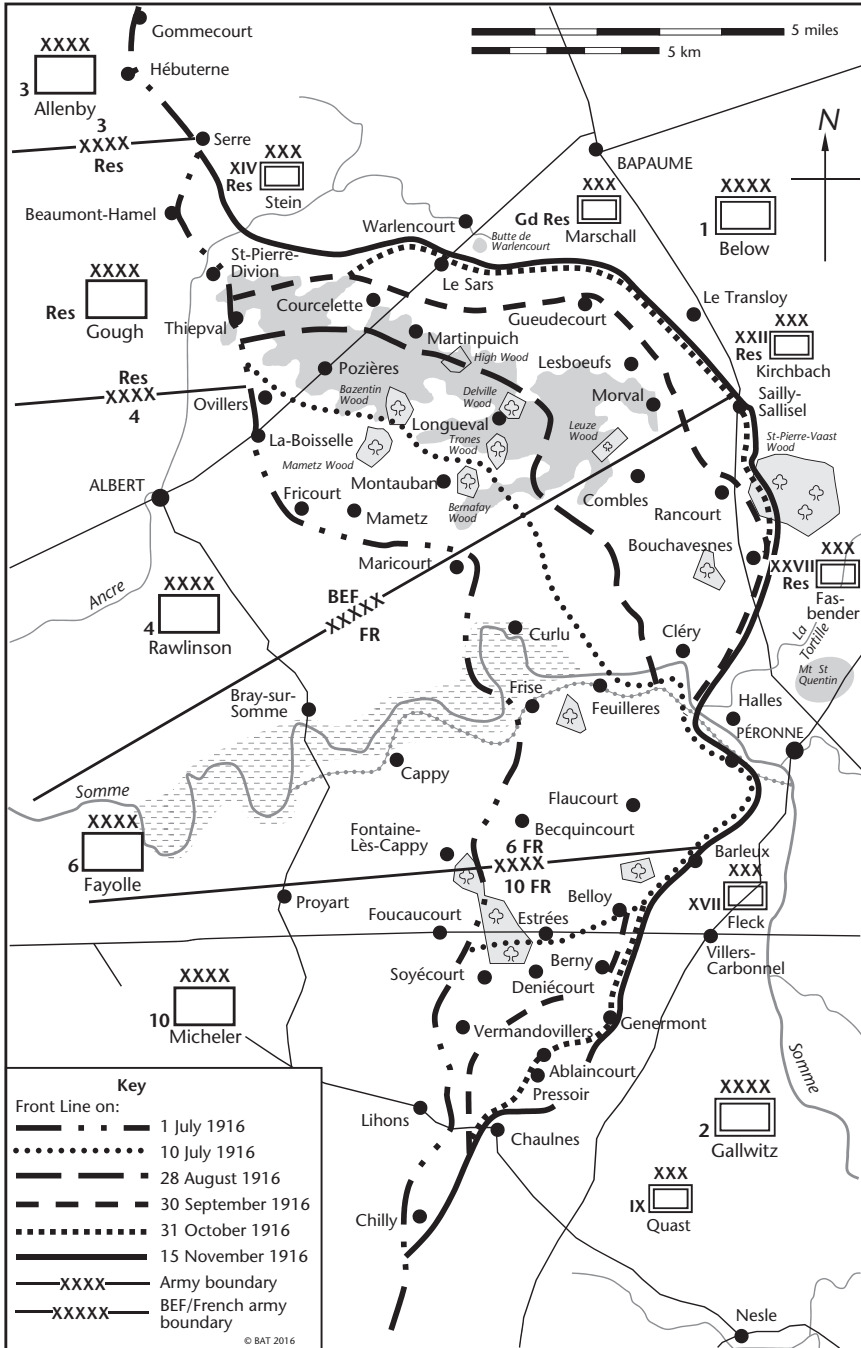 Gommecourt
5 miles
5 km
XXXX
3
Allenby
Hébuterne
N
3
XXXX
Res
Serre
XXX
XIV
Res
Stein
BAPAUME
XXX
Gd Res
Marschall
XXXX
1
Below
Beaumont-Hamel
Warlencourt
Butte de
Warlencourt
St-Pierre-
Divion
Le Sars
XXXX
Res
Gough
Courcelette
Gueudecourt
Le Transloy
Thiepval
Martinpuich
High Wood
XXX
XXII
Res
Kirchbach
Pozières
Lesboeufs
Res
XXXX
4
Ovillers
Bazentin
Wood
Delville
Wood
Morval
Sailly-
Sallisel
Longueval
La-Boisselle
Mametz Wood
Trones
Wood
Leuze
Wood
St-Pierre-Vaast
Wood
ALBERT
Montauban
Fricourt
Mametz
Bernafay
Wood
Combles
Rancourt
Maricourt
Bouchavesnes
XXX
XXVII
Res
Fas-
bender
Ancre
XXXX
4
Rawlinson
BEF
XXXXX
FR
Curlu
Cléry
La
Tortille
Mt St
Quentin
Bray-sur-
Somme
Frise
Feuilleres
Halles
PÉRONNE
Cappy
Somme
Flaucourt
XXXX
6
Fayolle
Fontaine-
Lès-Cappy
Becquincourt
6 FR
XXXX
10 FR
Barleux
XXX
XVII
Fleck
Proyart
Belloy
Foucaucourt
Estrées
Villers-
Carbonnel
Berny
Soyécourt
Deniécourt
XXXX
10
Micheler
Vermandovillers
Genermont
Somme
Ablaincourt
Pressoir
Lihons
Chaulnes
XXXX
2
Gallwitz
Chilly
XXX
IX
Quast
Nesle
Key
Front Line on:
1 July 1916
10 July 1916
28 August 1916
30 September 1916
31 October 1916
15 November 1916
XXXX Army boundary
XXXXX BEF/French army
boundary
© BAT 2016